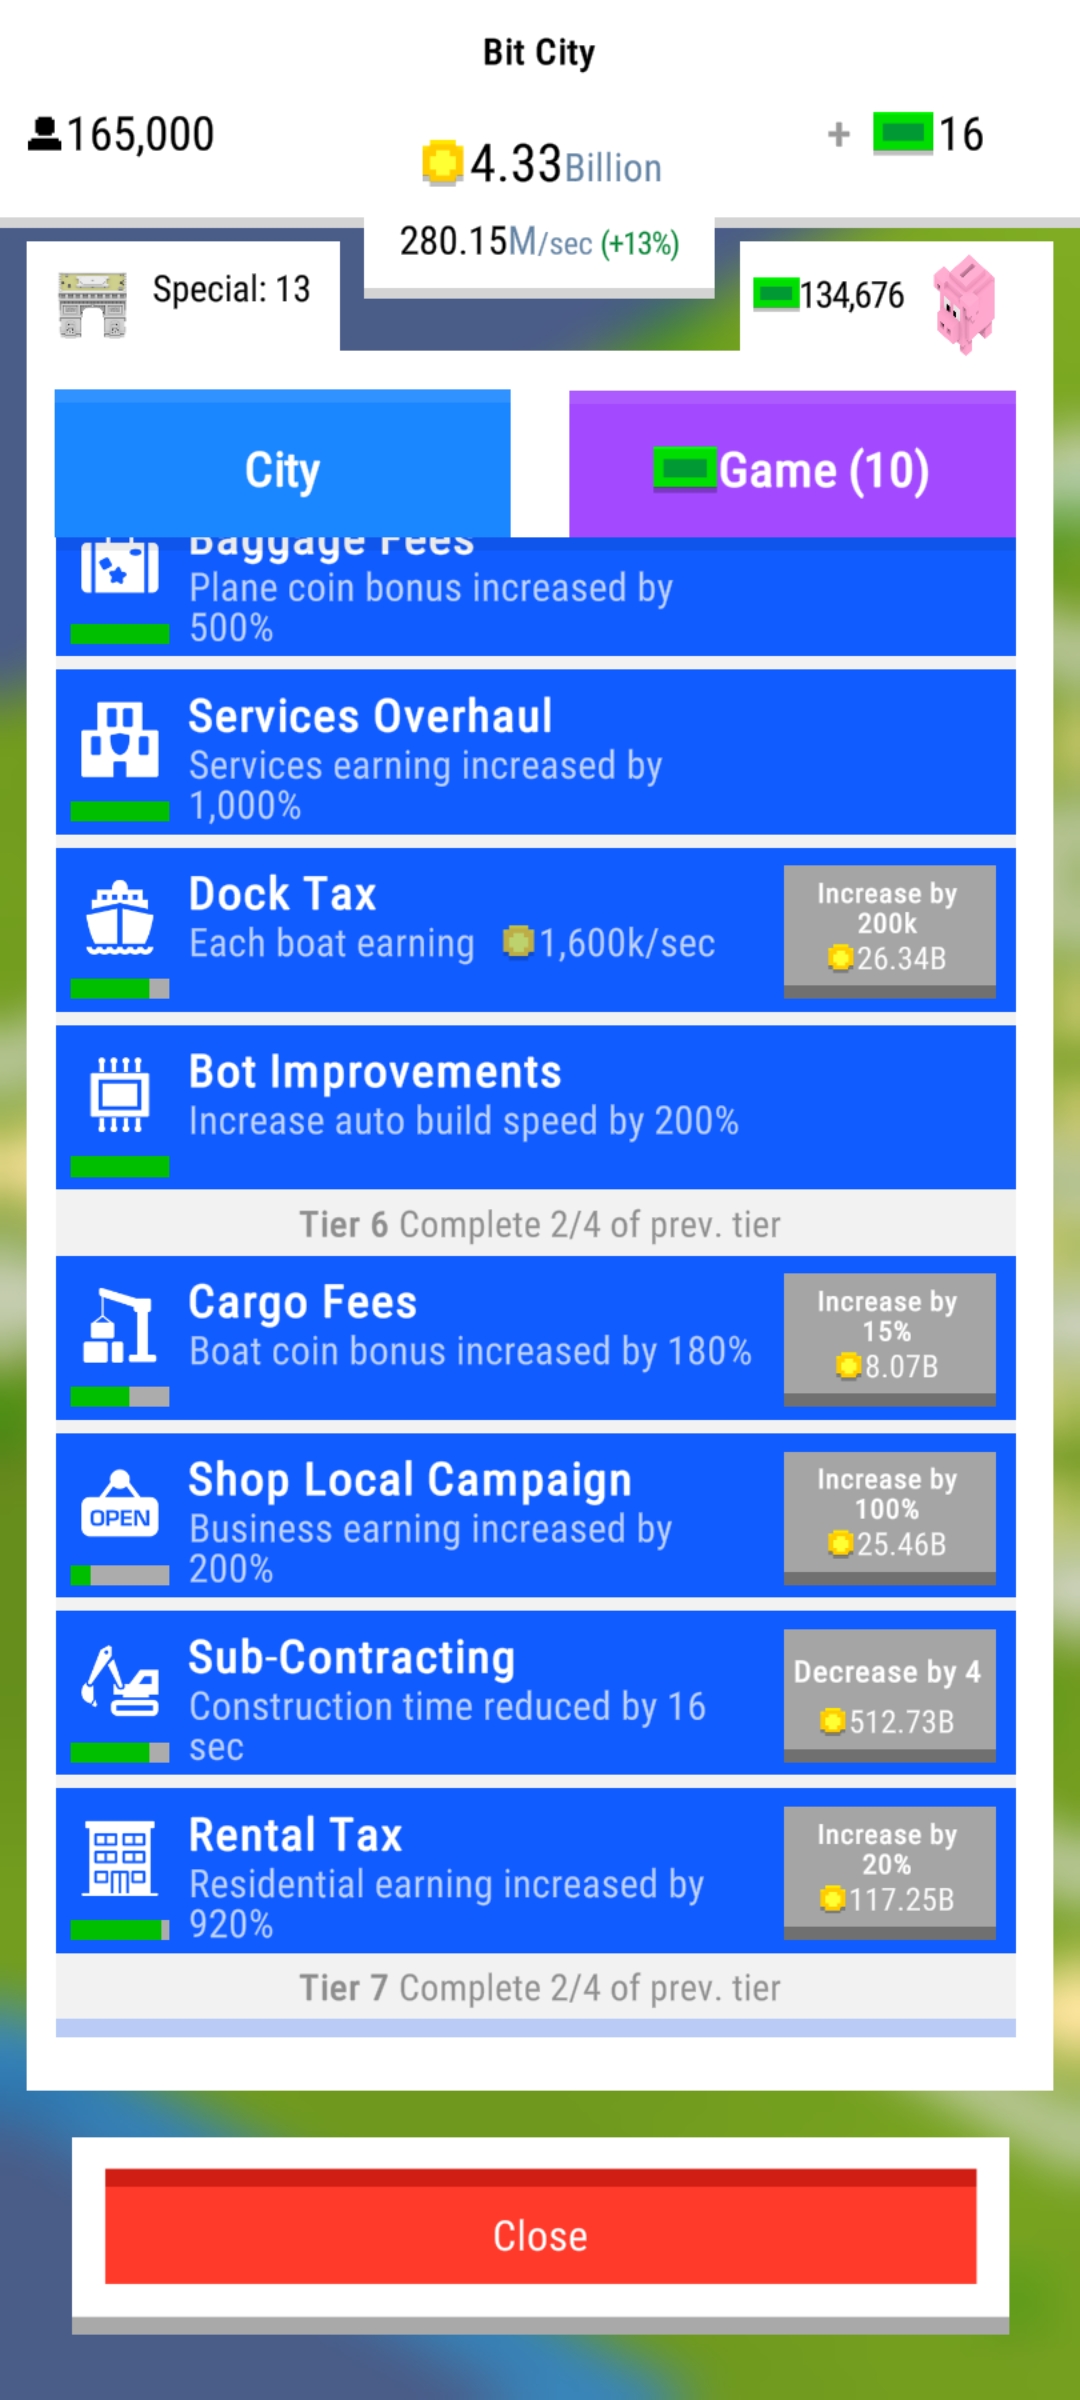 Bit City
165,000
4.33Billion
+ 16
280.15M/sec (+13%)
Special: 13
134,676
City
Game (10)
Baggage Fees
Plane coin bonus increased by
500%
Services Overhaul
Services earning increased by
1,000%
Dock Tax
Each boat earning 1,600k/sec
Increase by
200k
26.34B
Bot Improvements
Increase auto build speed by 200%
Tier 6 Complete 2/4 of prev. tier
Cargo Fees
Boat coin bonus increased by 180%
Increase by
15%
8.07B
OPEN
Shop Local Campaign
Business earning increased by
200%
Increase by
100%
25.46B
Sub-Contracting
Construction time reduced by 16
sec
Decrease by 4
512.73B
Rental Tax
Residential earning increased by
920%
Increase by
20%
117.25B
Tier 7 Complete 2/4 of prev. tier
Close